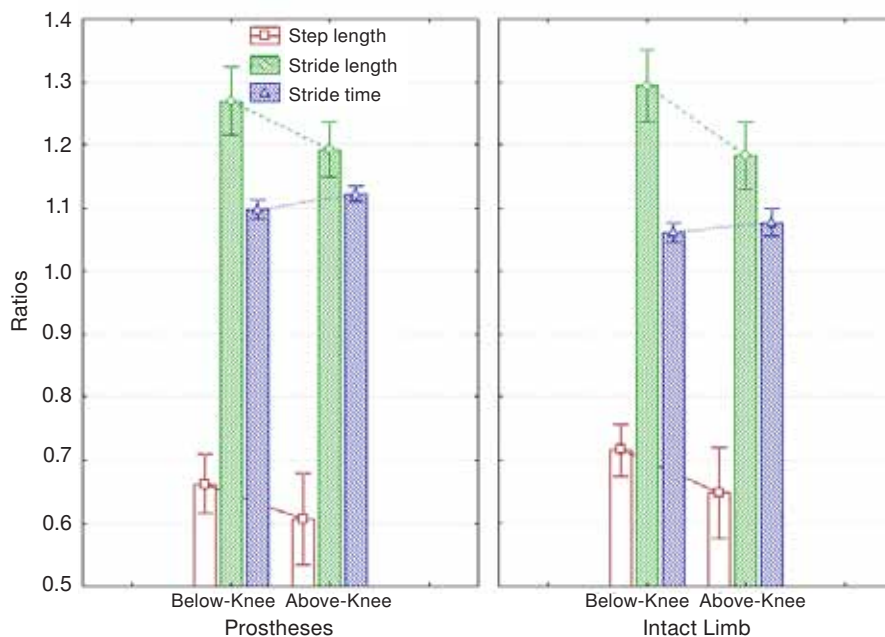 1.4
1.3
1.2
1.1
1.0
0.9
0.8
0.7
0.6
0.5
Ratios
Step length
Stride length
Stride time
Below-Knee Above-Knee
Prostheses
Below-Knee Above-Knee
Intact Limb